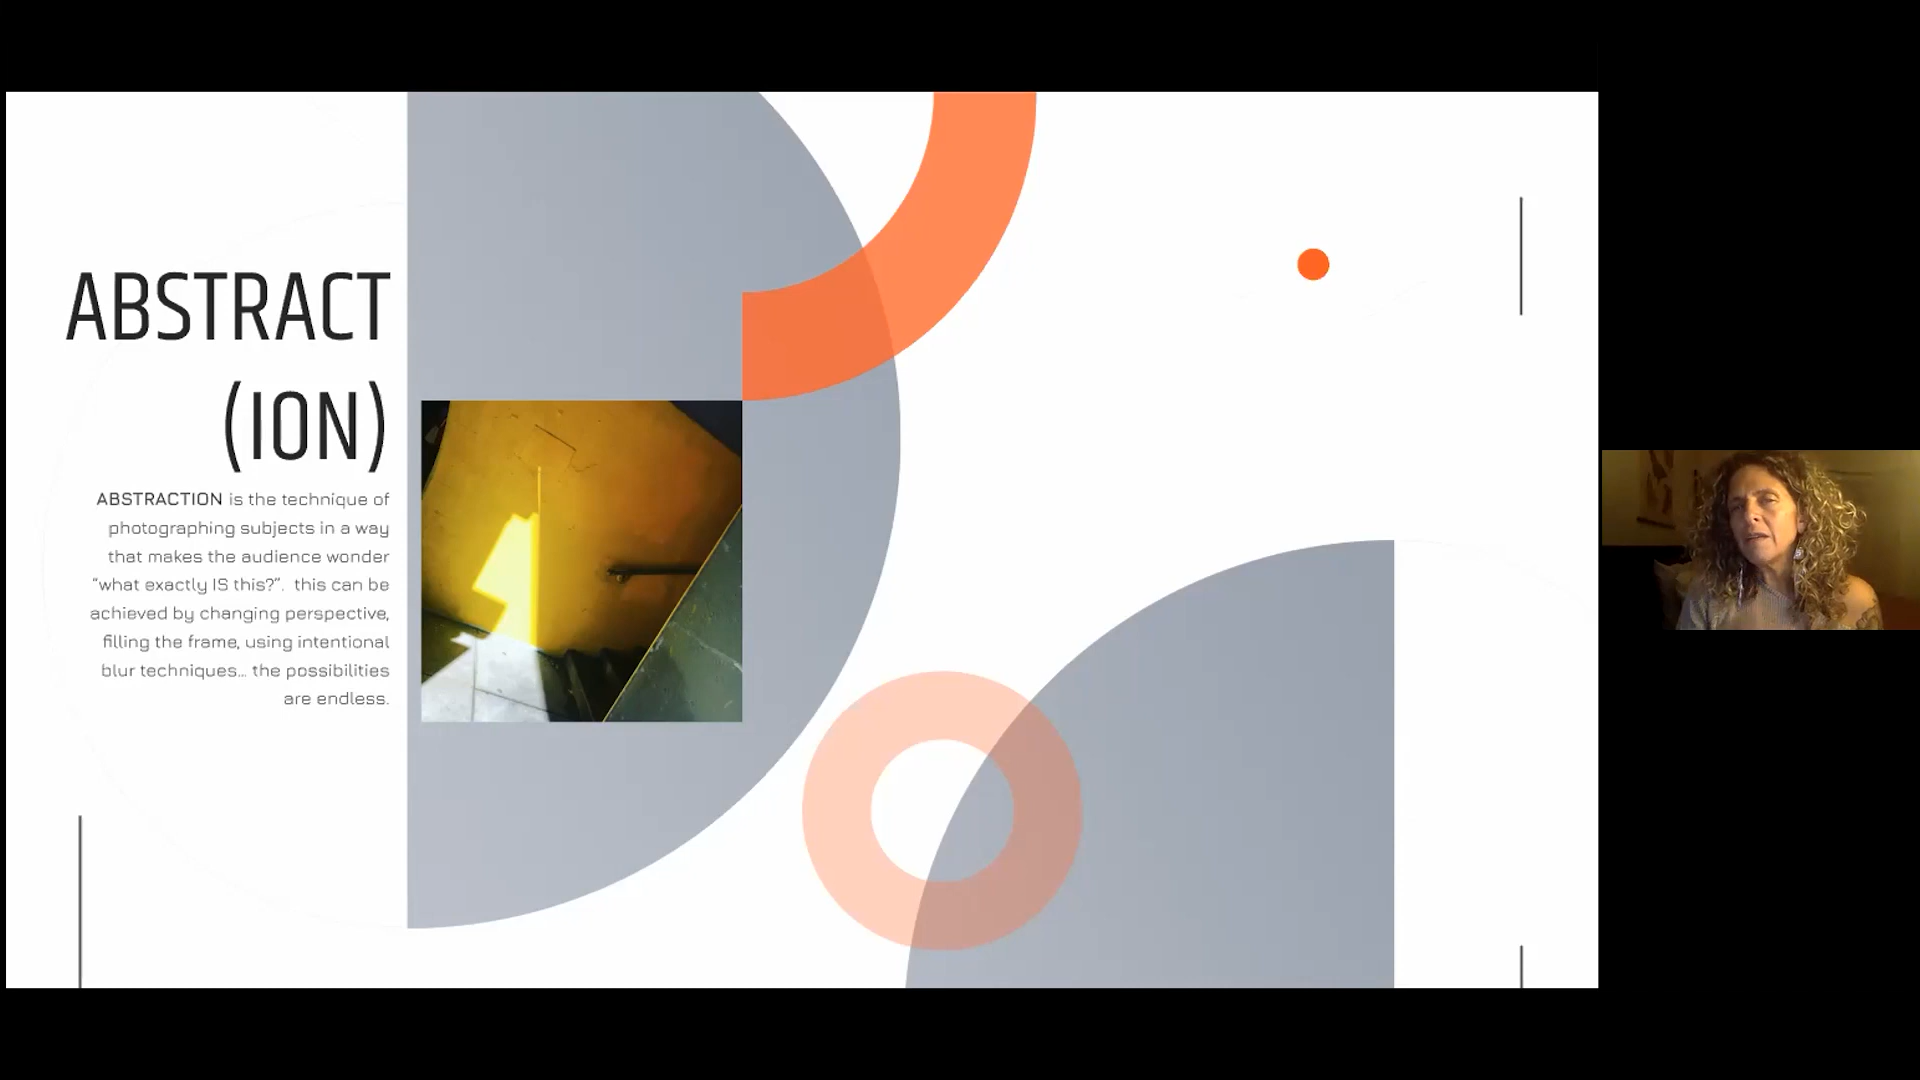 ABSTRACT
(ION)
ABSTRACTION is the technique of
photographing subjects in a way
that makes the audience wonder
“what exactly IS this?”.  this can be
achieved by changing perspective,
filling the frame, using intentional
blur techniques... the possibilities
are endless.